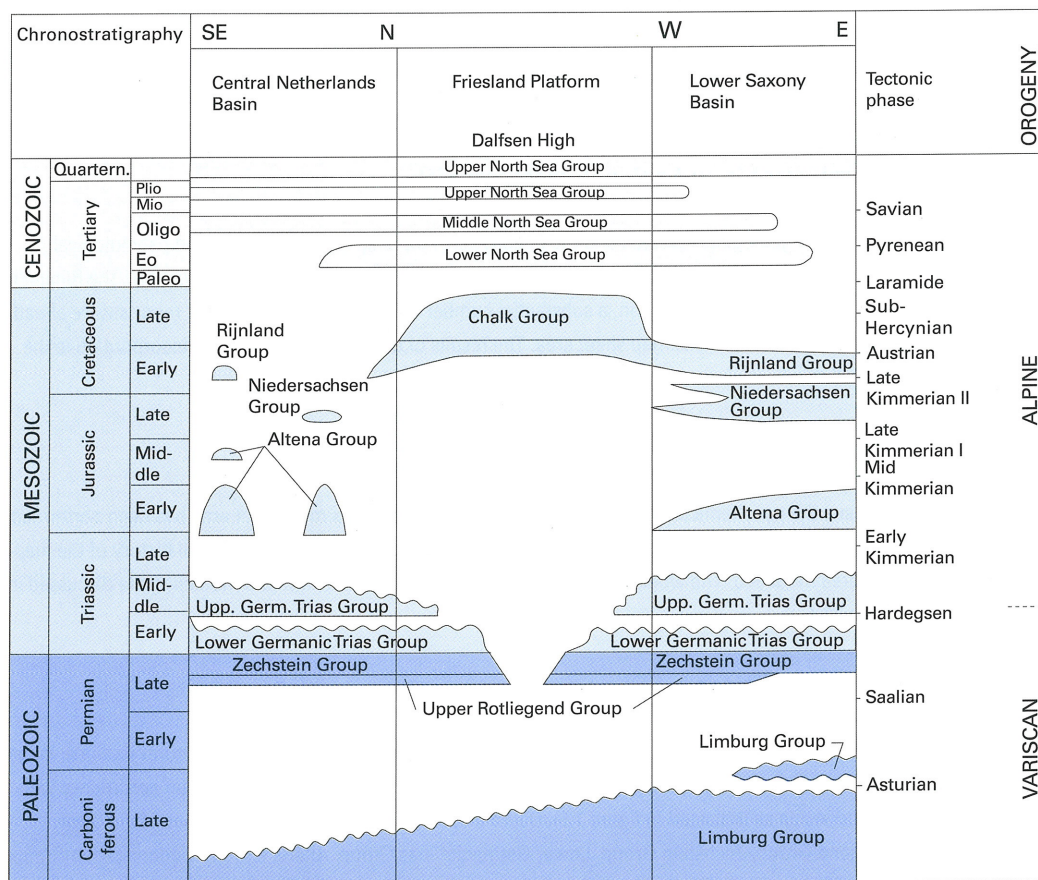 Chronostratigraphy
SE
N
W
E
Central Netherlands
Basin
Friesland Platform
Dalfsen High
Lower Saxony
Basin
Tectonic
phase
OROGENY
CENOZOIC
Quartern.
Tertiary
Plio
Mio
Oligo
Eo
Paleo
Upper North Sea Group
Upper North Sea Group
Middle North Sea Group
Lower North Sea Group
Savian
Pyrenean
Laramide
MESOZOIC
Cretaceous
Late
Early
Chalk Group
Rijnland
Group
Rijnland Group
Niedersachsen
Group
Niedersachsen
Group
Sub-
Hercynian
Austrian
Late
Kimmerian II
ALPINE
Jurassic
Late
Mid-
dle
Early
Altena Group
Altena Group
Late
Kimmerian I
Mid
Kimmerian
Triassic
Late
Mid-
dle
Early
Upp. Germ. Trias Group
Upp. Germ. Trias Group
Lower Germanic Trias Group
Lower Germanic Trias Group
Early
Kimmerian
Hardegsen
PALEOZOIC
Permian
Late
Early
Zechstein Group
Zechstein Group
Upper Rotliegend Group
Saalian
Limburg Group
Carboni
ferous
Late
Limburg Group
Asturian
VARISCAN